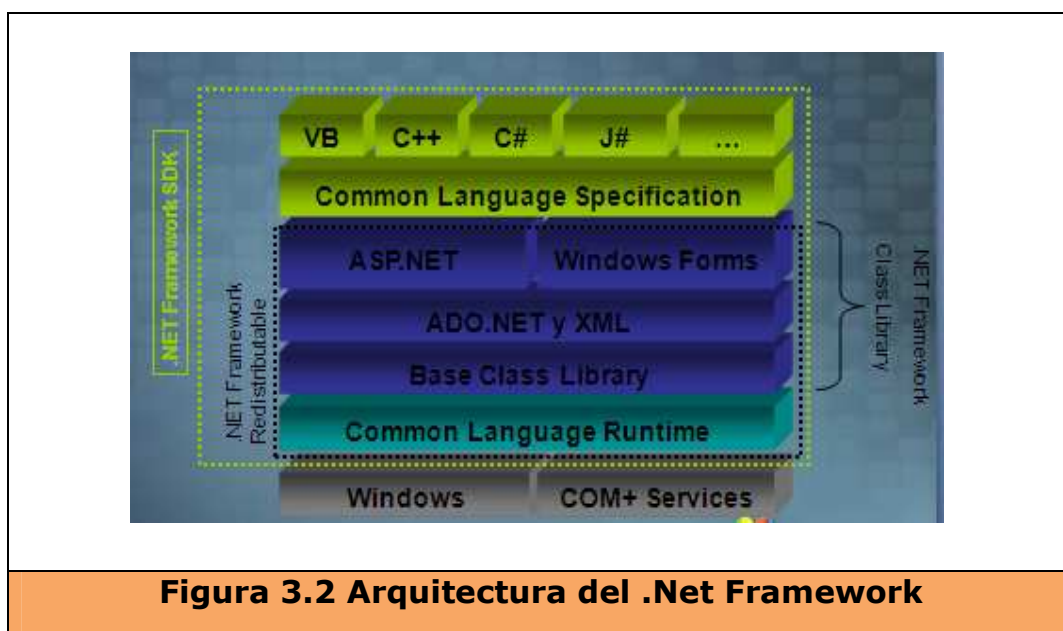 VB C++ C# J# ...
Common Language Specification
ASP.NET Windows Forms
ADO.NET y XML
Base Class Library
Common Language Runtime
Windows COM+ Services
.NET Framework SDK
.NET Framework
Redistributable
.NET Framework
Class Library
Figura 3.2 Arquitectura del .Net Framework